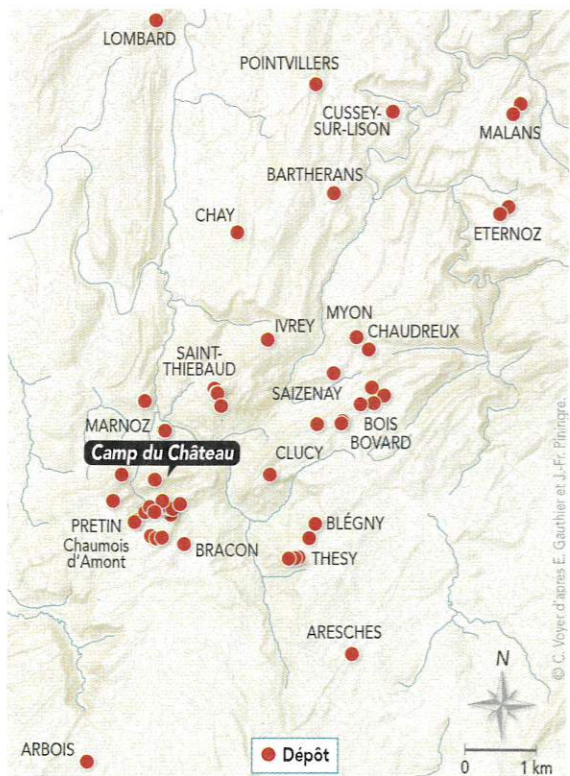 LOMBARD
POINTVILLERS
CUSSEY-
SUR-LISON
MALANS
BARTHERANS
CHAY
ETERNOZ
MYON
IVREY
CHAUDREUX
SAINT-
THIEBAUD
SAIZENAY
MARNOZ
BOIS
BOVARD
Camp du Château
CLUCY
PRETIN
Chaumois
d'Amont
BRACON
BLÉGNY
THESY
ARESCHES
N
ARBOIS
Dépôt
0 1 km
© C. Voyer d'après E. Gauthier et J.-Fr. Piningre.